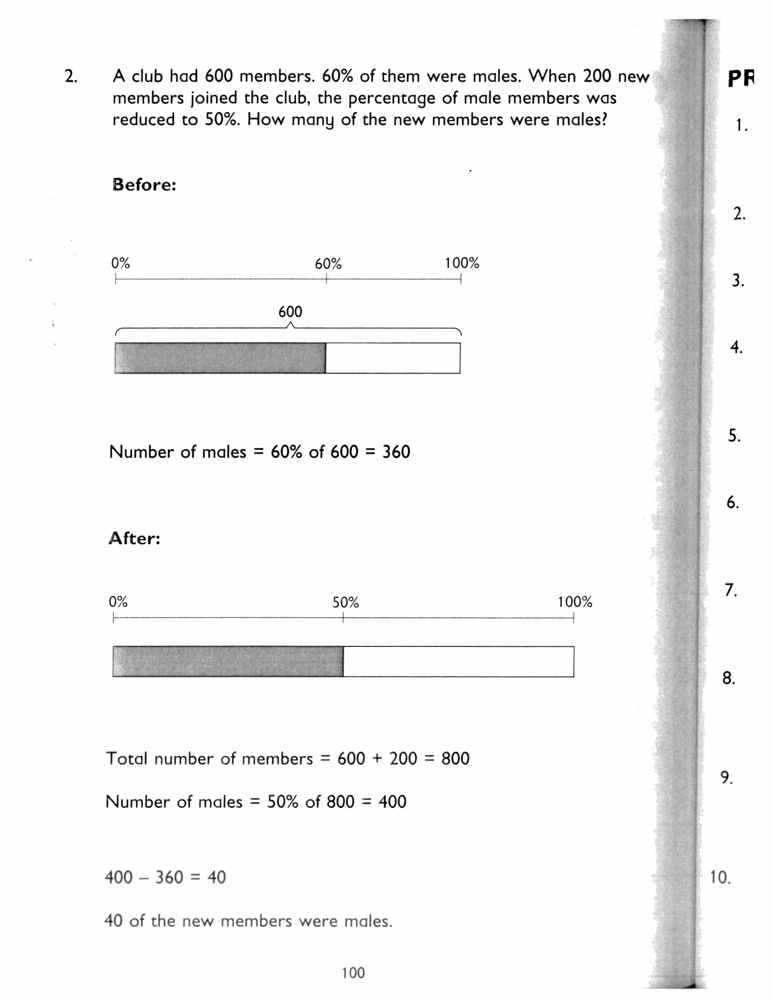 2. A club had 600 members. 60% of them were males. When 200 new
members joined the club, the percentage of male members was
reduced to 50%. How many of the new members were males?
Before:
0% 60% 100%
600
Number of males = 60% of 600 = 360
After:
0% 50% 100%
Total number of members = 600 + 200 = 800
Number of males = 50% of 800 = 400
400 – 360 = 40
40 of the new members were males.
100
PR
1.
2.
3.
4.
5.
6.
7.
8.
9.
10.